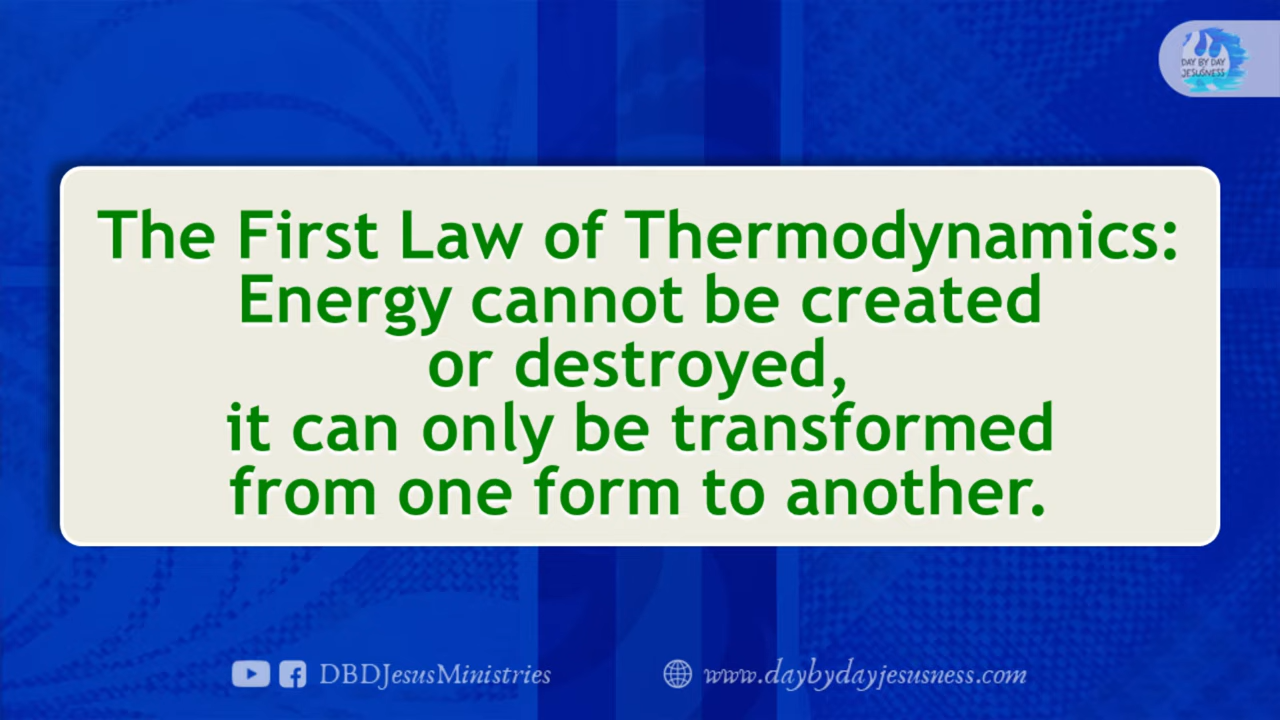 DAY BY DAY
JESUSNESS
The First Law of Thermodynamics:
Energy cannot be created
or destroyed,
it can only be transformed
from one form to another.
DBDJesusMinistries
www.daybydayjesusness.com